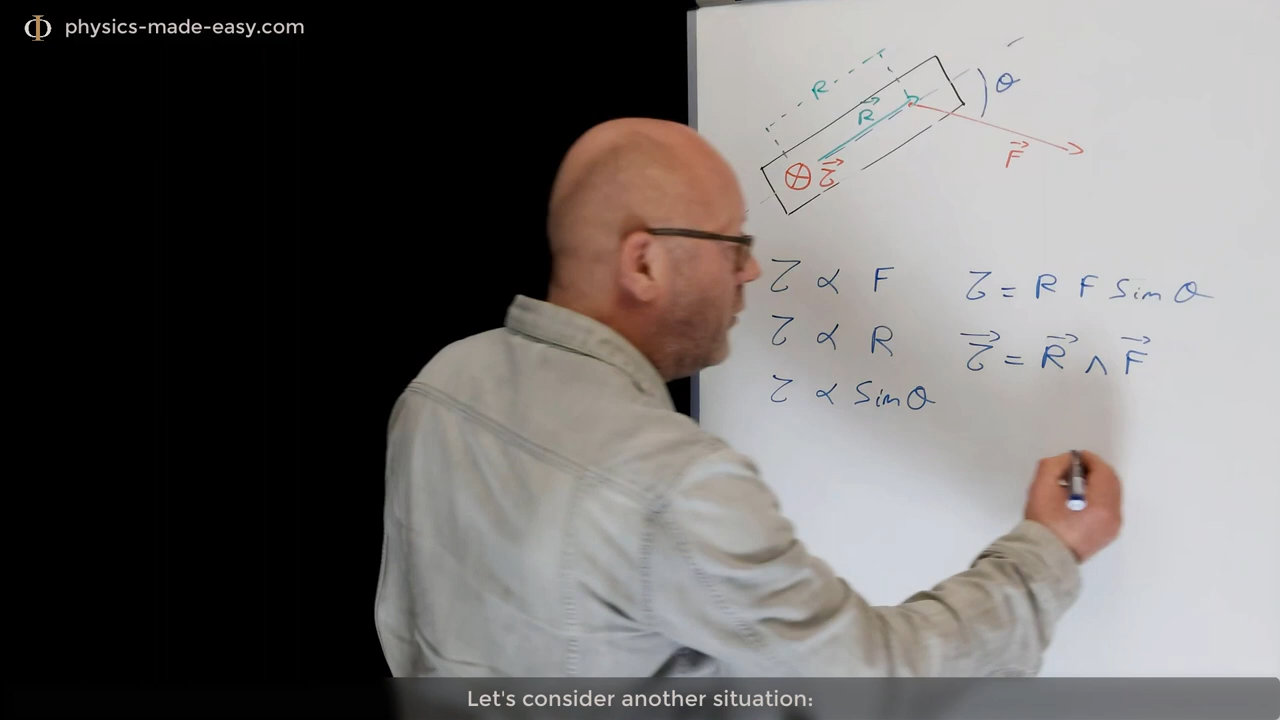 physics-made-easy.com
R
R⃗
θ
F⃗
τ⃗
τ ∝ F
τ = R F Sin θ
τ ∝ R
τ⃗ = R⃗ ∧ F⃗
τ ∝ Sin θ
Let's consider another situation: